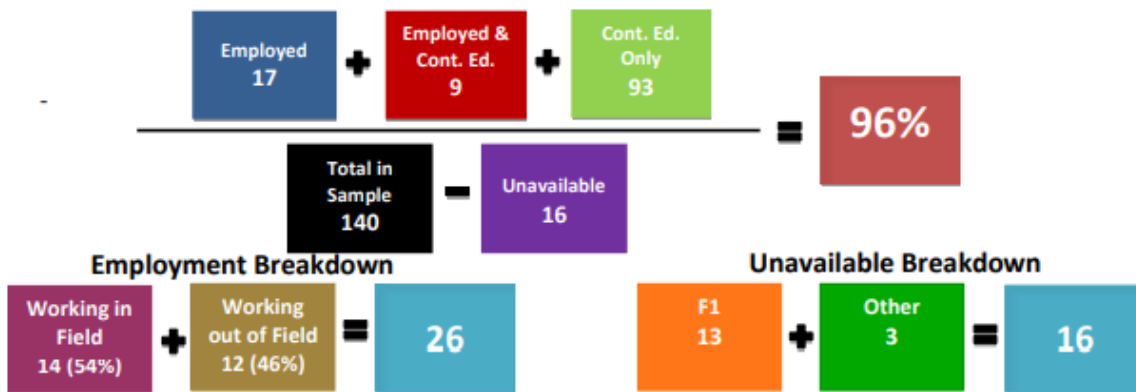 Employed
17
+
Employed &
Cont. Ed.
9
+
Cont. Ed.
Only
93
-
=
96%
Total in
Sample
140
-
Unavailable
16
Employment Breakdown
Working in
Field
14 (54%)
+
Working
out of Field
12 (46%)
=
26
Unavailable Breakdown
F1
13
+
Other
3
=
16